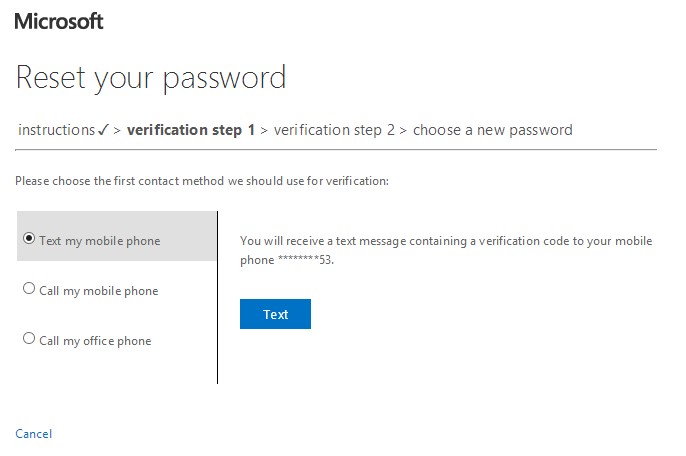 Microsoft
Reset your password
instructions ✓ > verification step 1 > verification step 2 > choose a new password
Please choose the first contact method we should use for verification:
Text my mobile phone
You will receive a text message containing a verification code to your mobile
phone ********53.
Call my mobile phone
Text
Call my office phone
Cancel